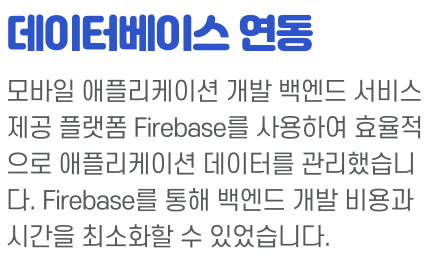 데이터베이스 연동
모바일 애플리케이션 개발 백엔드 서비스
제공 플랫폼 Firebase를 사용하여 효율적
으로 애플리케이션 데이터를 관리했습니
다. Firebase를 통해 백엔드 개발 비용과
시간을 최소화할 수 있었습니다.